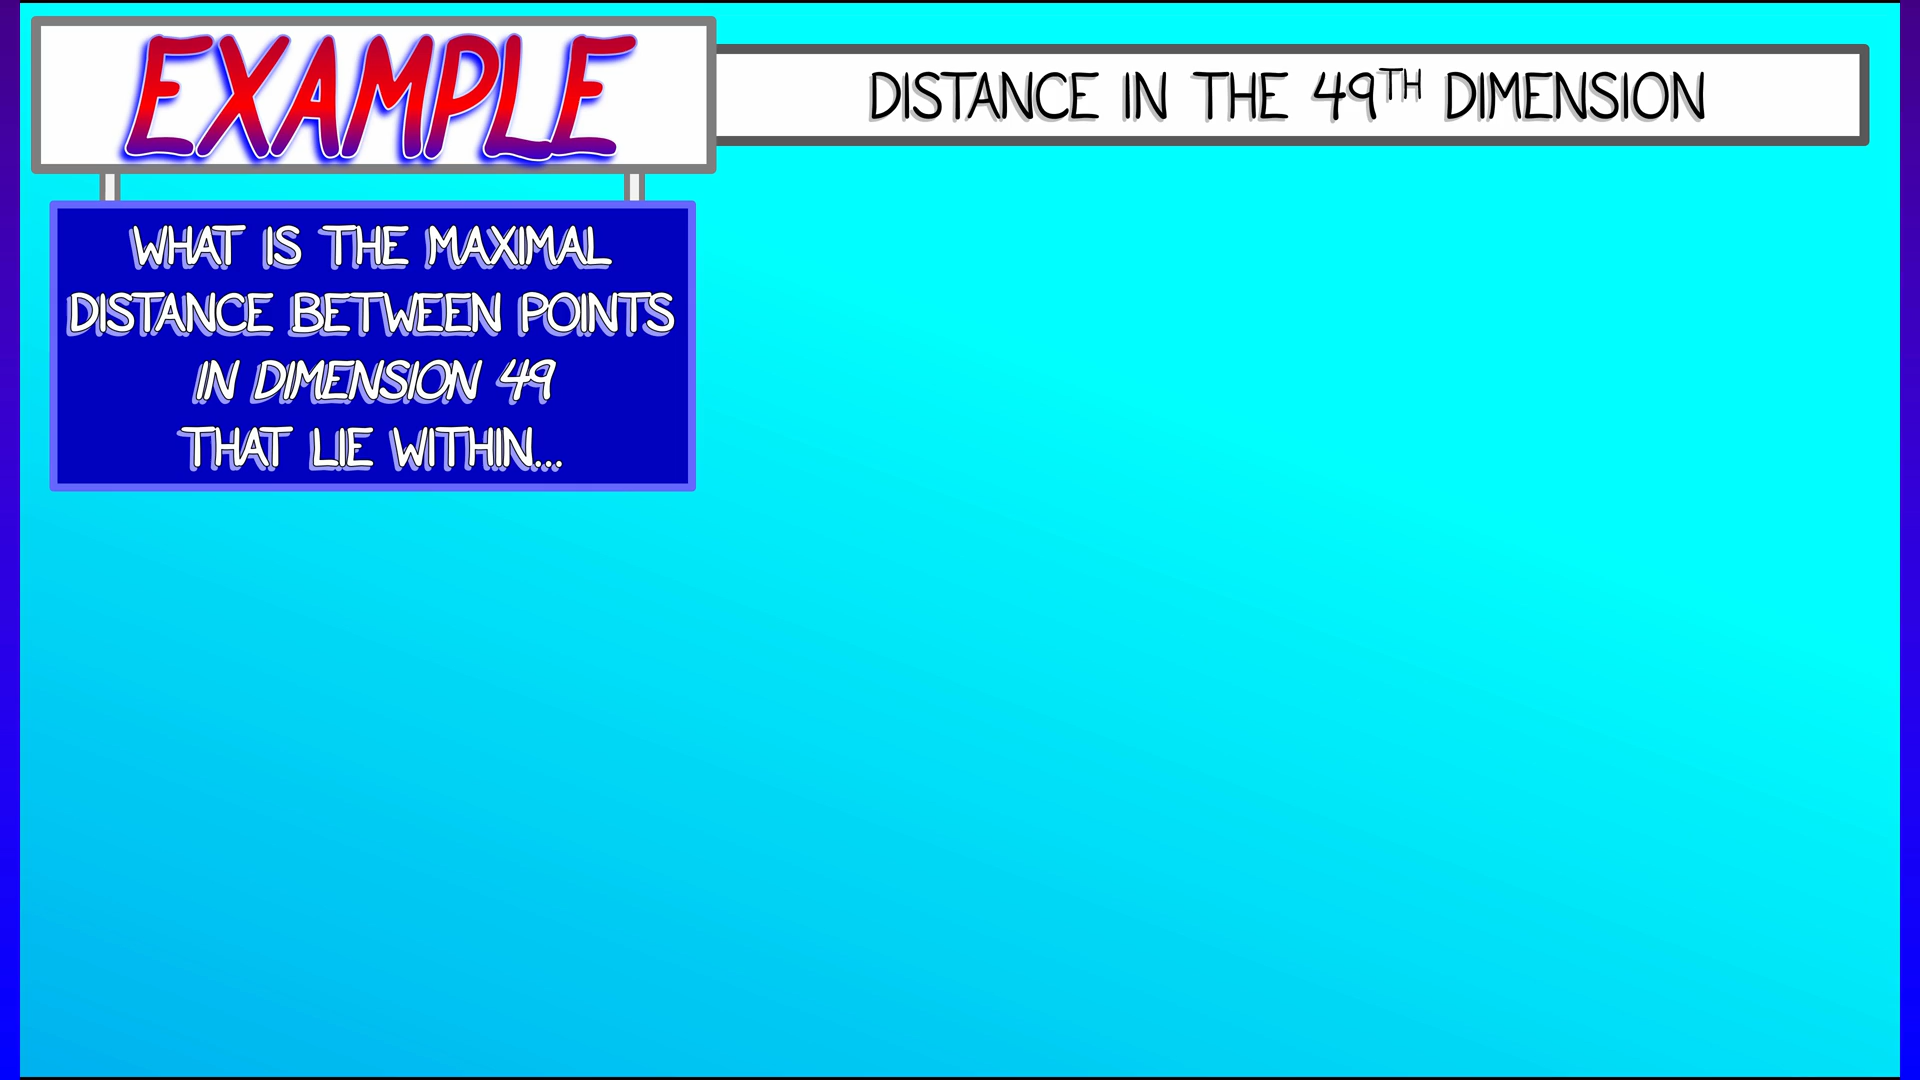 EXAMPLE
DISTANCE IN THE 49TH DIMENSION
WHAT IS THE MAXIMAL
DISTANCE BETWEEN POINTS
IN DIMENSION 49
THAT LIE WITHIN...